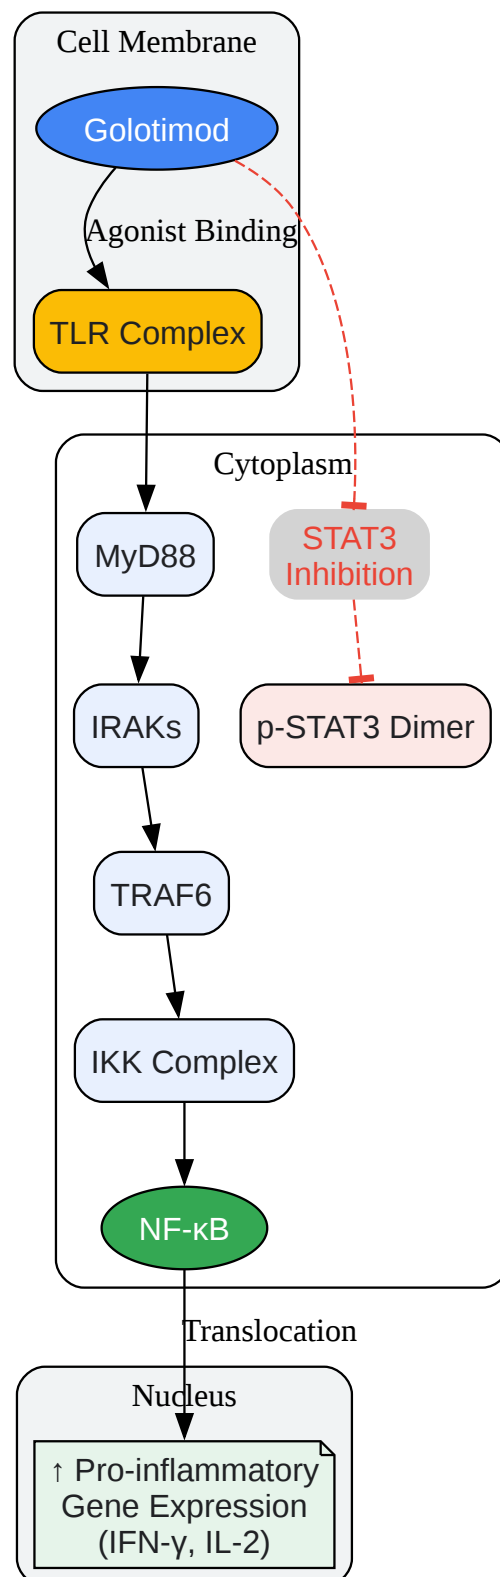 Cell Membrane
Golotimod
Agonist Binding
TLR Complex
Cytoplasm
MyD88
STAT3
Inhibition
IRAKs
p-STAT3 Dimer
TRAF6
IKK Complex
NF-κB
Translocation
Nucleus
↑ Pro-inflammatory
Gene Expression
(IFN-γ, IL-2)